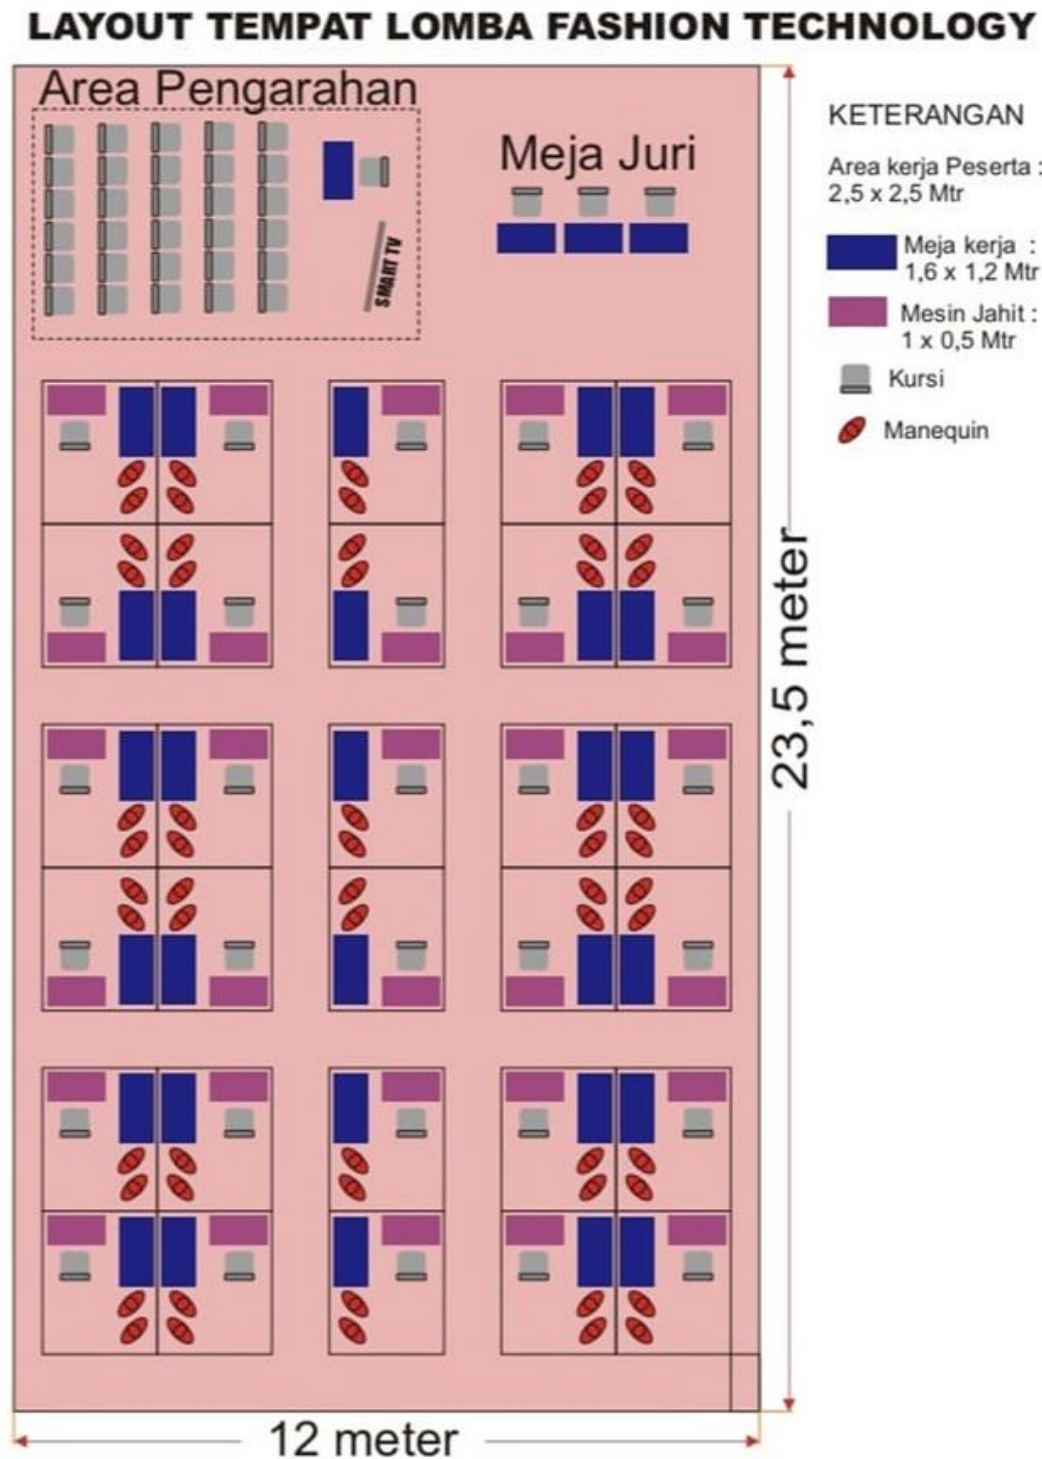 LAYOUT TEMPAT LOMBA FASHION TECHNOLOGY
Area Pengarahan
SMART TV
Meja Juri
KETERANGAN
Area kerja Peserta :
2,5 x 2,5 Mtr
Meja kerja :
1,6 x 1,2 Mtr
Mesin Jahit :
1 x 0,5 Mtr
Kursi
Manequin
23,5 meter
12 meter